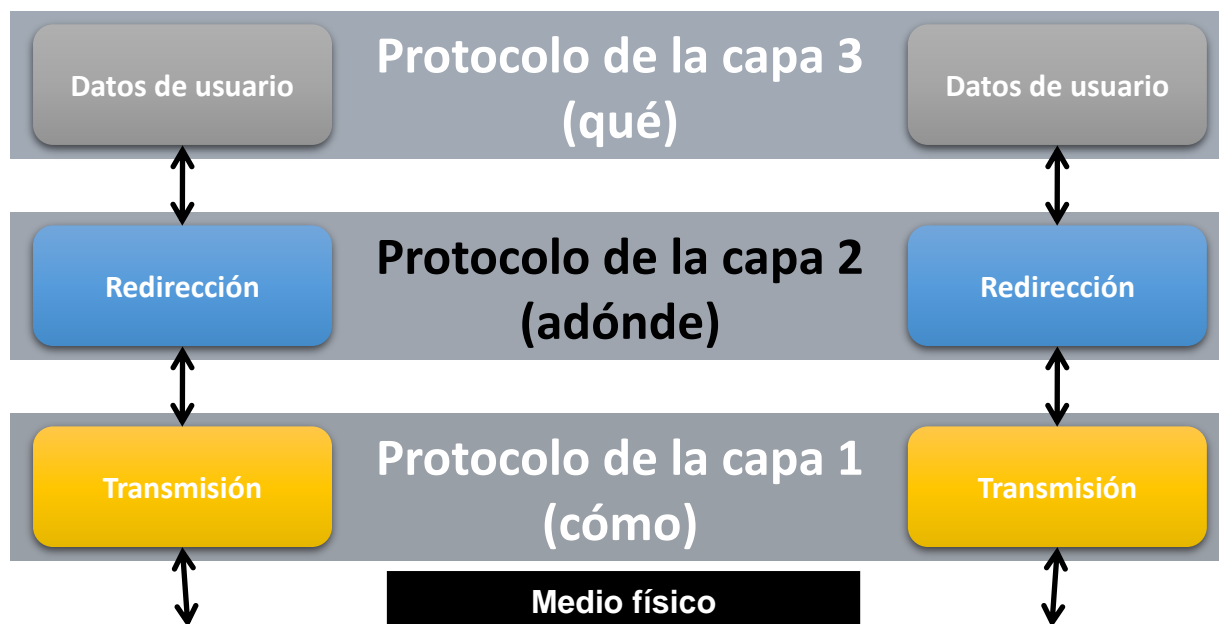 Datos de usuario
Protocolo de la capa 3
(qué)
Datos de usuario
Redirección
Protocolo de la capa 2
(adónde)
Redirección
Transmisión
Protocolo de la capa 1
(cómo)
Transmisión
Medio físico